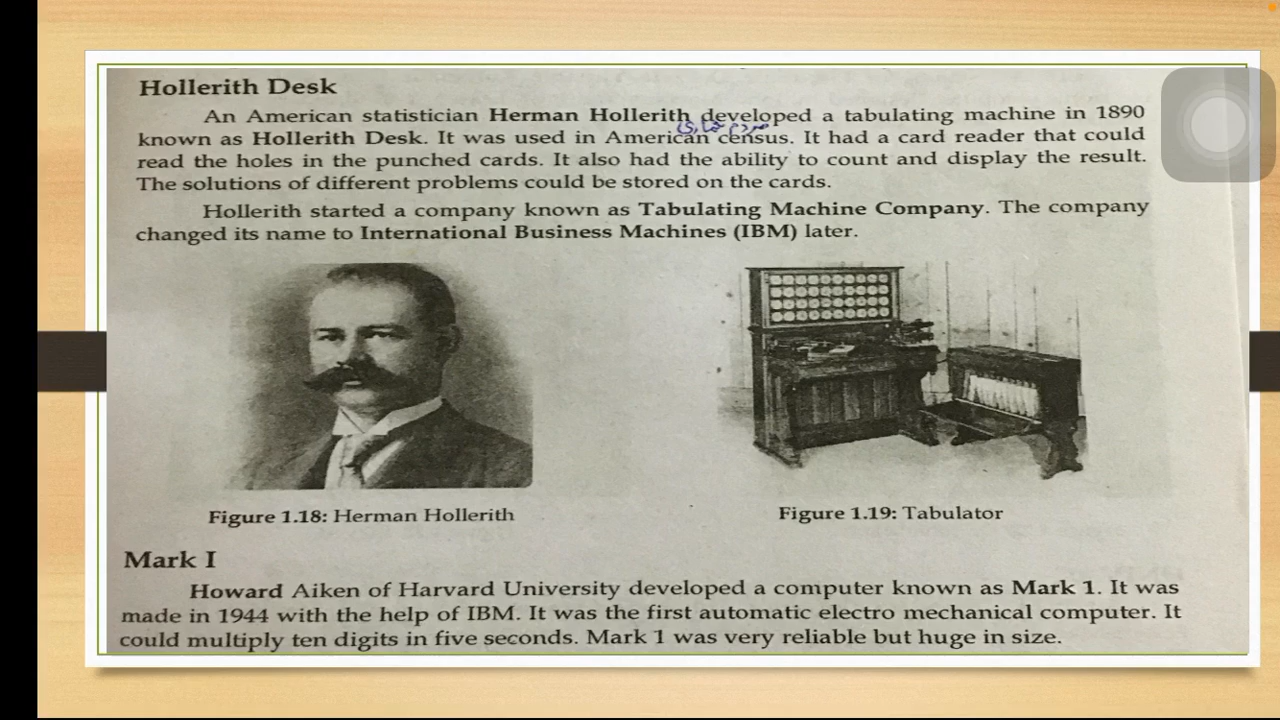 Hollerith Desk
An American statistician Herman Hollerith developed a tabulating machine in 1890
known as Hollerith Desk. It was used in American census. It had a card reader that could
مردم شماری
read the holes in the punched cards. It also had the ability to count and display the result.
The solutions of different problems could be stored on the cards.
Hollerith started a company known as Tabulating Machine Company. The company
changed its name to International Business Machines (IBM) later.
Figure 1.18: Herman Hollerith
Figure 1.19: Tabulator
Mark I
Howard Aiken of Harvard University developed a computer known as Mark 1. It was
made in 1944 with the help of IBM. It was the first automatic electro mechanical computer. It
could multiply ten digits in five seconds. Mark 1 was very reliable but huge in size.